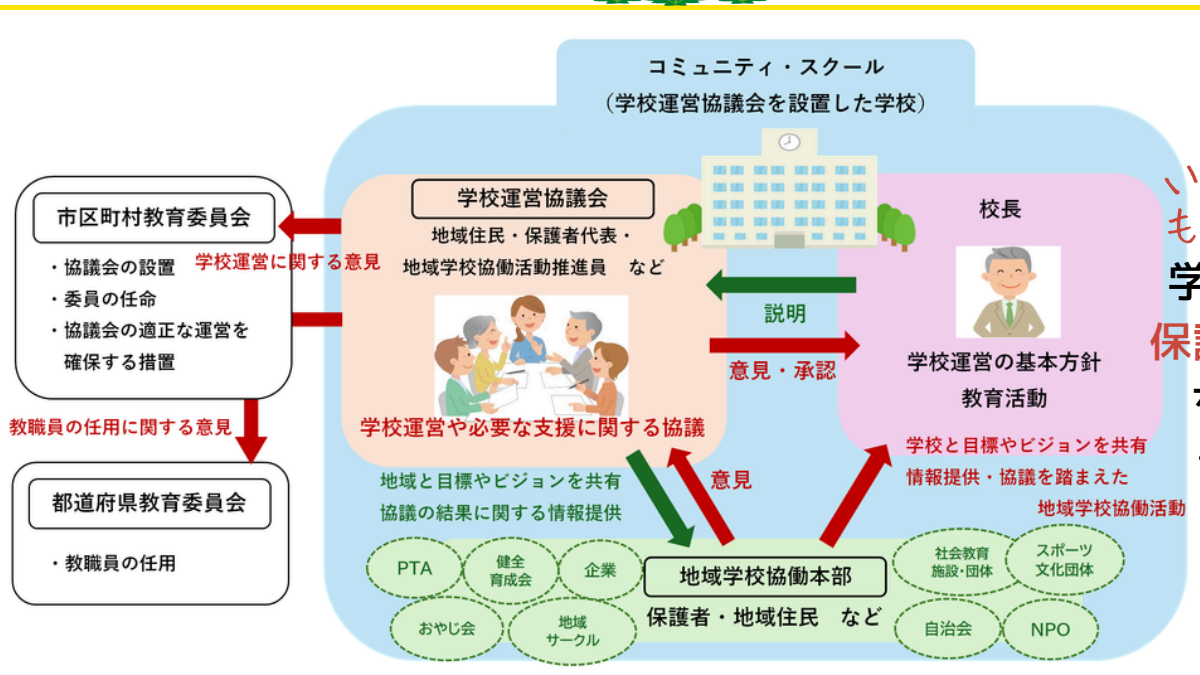 コミュニティ・スクール
（学校運営協議会を設置した学校）
市区町村教育委員会
・協議会の設置
・委員の任命
・協議会の適正な運営を
確保する措置
学校運営に関する意見
教職員の任用に関する意見
都道府県教育委員会
・教職員の任用
学校運営協議会
地域住民・保護者代表・
地域学校協働活動推進員　など
学校運営や必要な支援に関する協議
説明
意見・承認
校長
学校運営の基本方針
教育活動
学校と目標やビジョンを共有
情報提供・協議を踏まえた
地域学校協働活動
地域と目標やビジョンを共有
協議の結果に関する情報提供
意見
PTA
健全
育成会
企業
おやじ会
地域
サークル
地域学校協働本部
保護者・地域住民　など
社会教育
施設・団体
スポーツ
文化団体
自治会
NPO
い
も
学
保